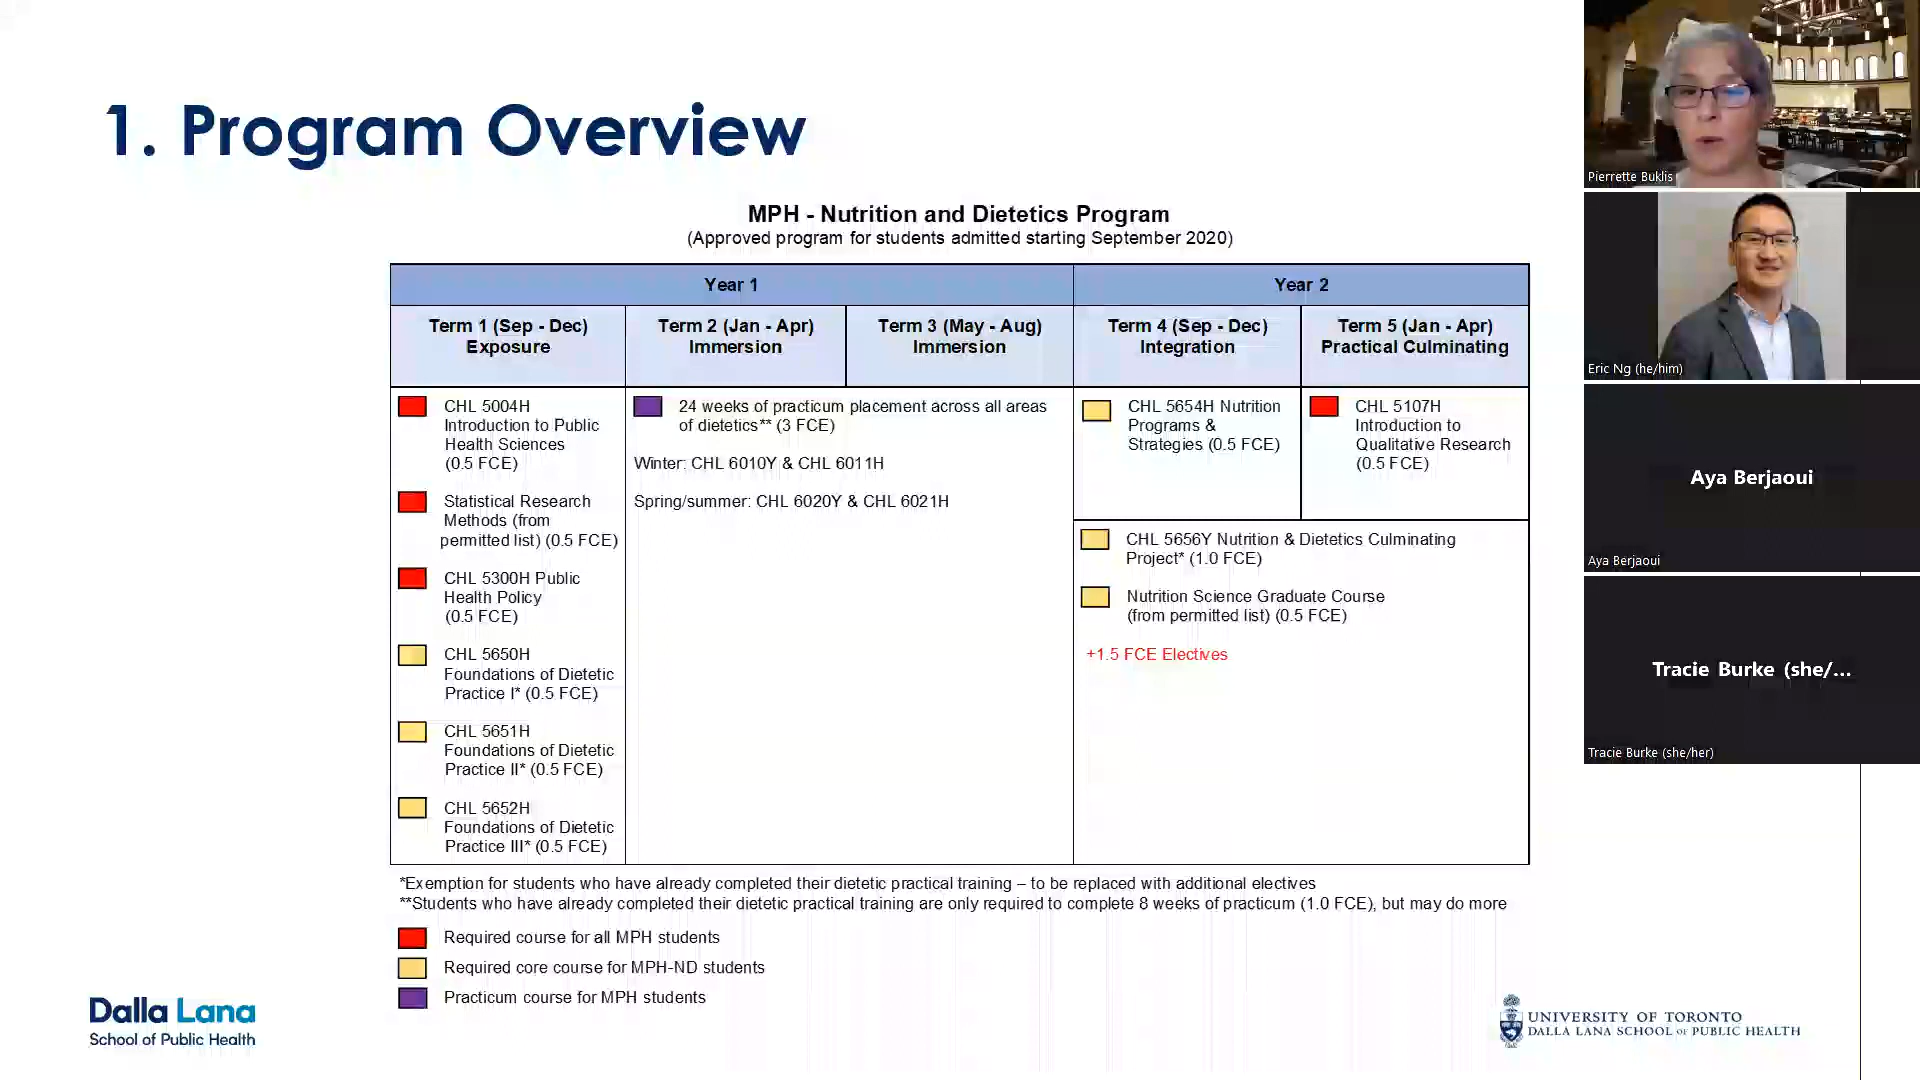 1. Program Overview
MPH - Nutrition and Dietetics Program
(Approved program for students admitted starting September 2020)
Year 1
Year 2
Term 1 (Sep - Dec)
Exposure
Term 2 (Jan - Apr)
Immersion
Term 3 (May - Aug)
Immersion
Term 4 (Sep - Dec)
Integration
Term 5 (Jan - Apr)
Practical Culminating
CHL 5004H
Introduction to Public
Health Sciences
(0.5 FCE)
Statistical Research
Methods (from
permitted list) (0.5 FCE)
CHL 5300H Public
Health Policy
(0.5 FCE)
CHL 5650H
Foundations of Dietetic
Practice I* (0.5 FCE)
CHL 5651H
Foundations of Dietetic
Practice II* (0.5 FCE)
CHL 5652H
Foundations of Dietetic
Practice III* (0.5 FCE)
24 weeks of practicum placement across all areas
of dietetics** (3 FCE)
Winter: CHL 6010Y & CHL 6011H
Spring/summer: CHL 6020Y & CHL 6021H
CHL 5654H Nutrition
Programs &
Strategies (0.5 FCE)
CHL 5107H
Introduction to
Qualitative Research
(0.5 FCE)
CHL 5656Y Nutrition & Dietetics Culminating
Project* (1.0 FCE)
Nutrition Science Graduate Course
(from permitted list) (0.5 FCE)
+1.5 FCE Electives
*Exemption for students who have already completed their dietetic practical training – to be replaced with additional electives
**Students who have already completed their dietetic practical training are only required to complete 8 weeks of practicum (1.0 FCE), but may do more
Required course for all MPH students
Required core course for MPH-ND students
Practicum course for MPH students
Dalla Lana
School of Public Health
UNIVERSITY OF TORONTO
DALLA LANA SCHOOL OF PUBLIC HEALTH
Pierrette Buklis
Eric Ng (he/him)
Aya Berjaoui
Aya Berjaoui
Tracie Burke (she/...
Tracie Burke (she/her)